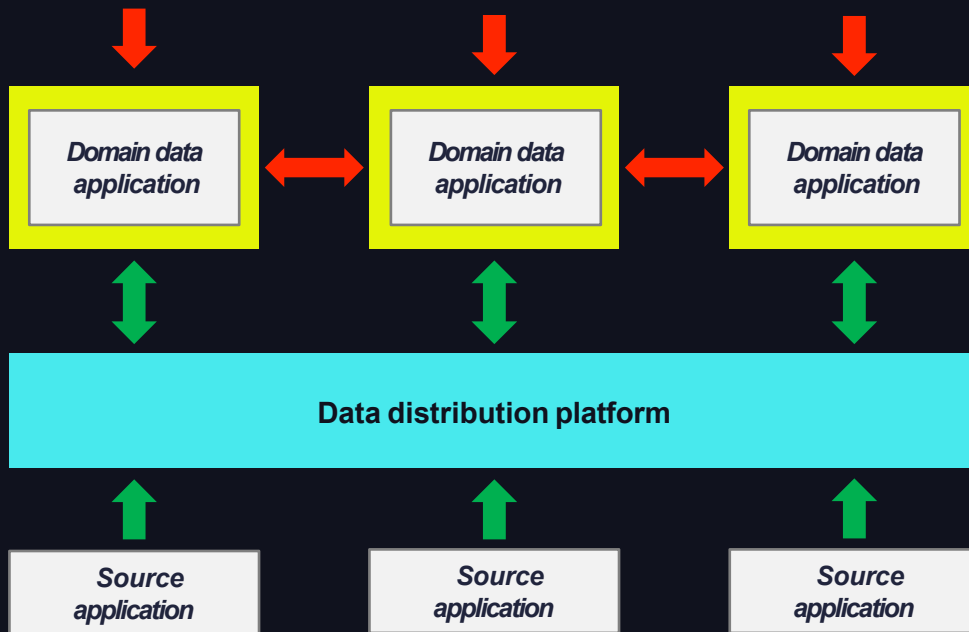 Domain data
application
Domain data
application
Domain data
application
Data distribution platform
Source
application
Source
application
Source
application